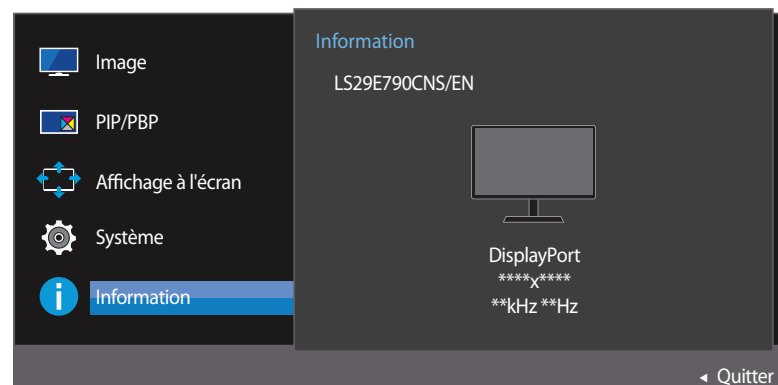 Image
PIP/PBP
Affichage à l'écran
Système
Information
Information
LS29E790CNS/EN
DisplayPort
****x****
**kHz **Hz
Quitter